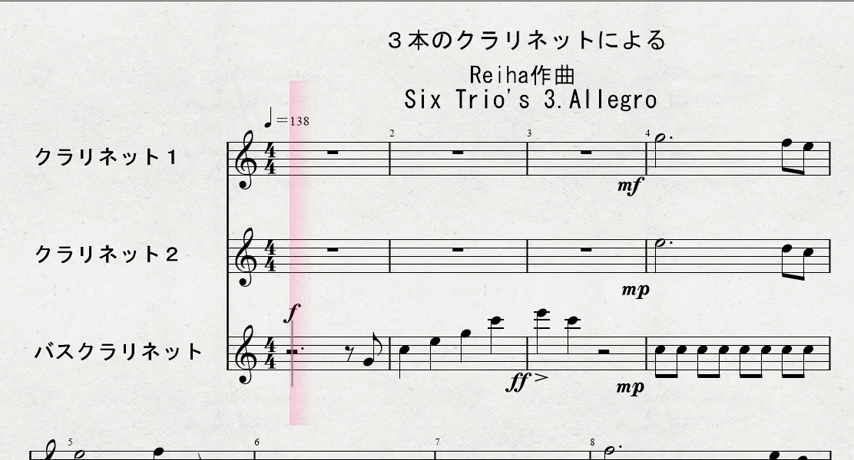 ３本のクラリネットによる
Reiha作曲
Six Trio's 3.Allegro
=138
2
3
4
クラリネット１
mf
クラリネット２
mp
f
バスクラリネット
ff
mp
5
6
7
8